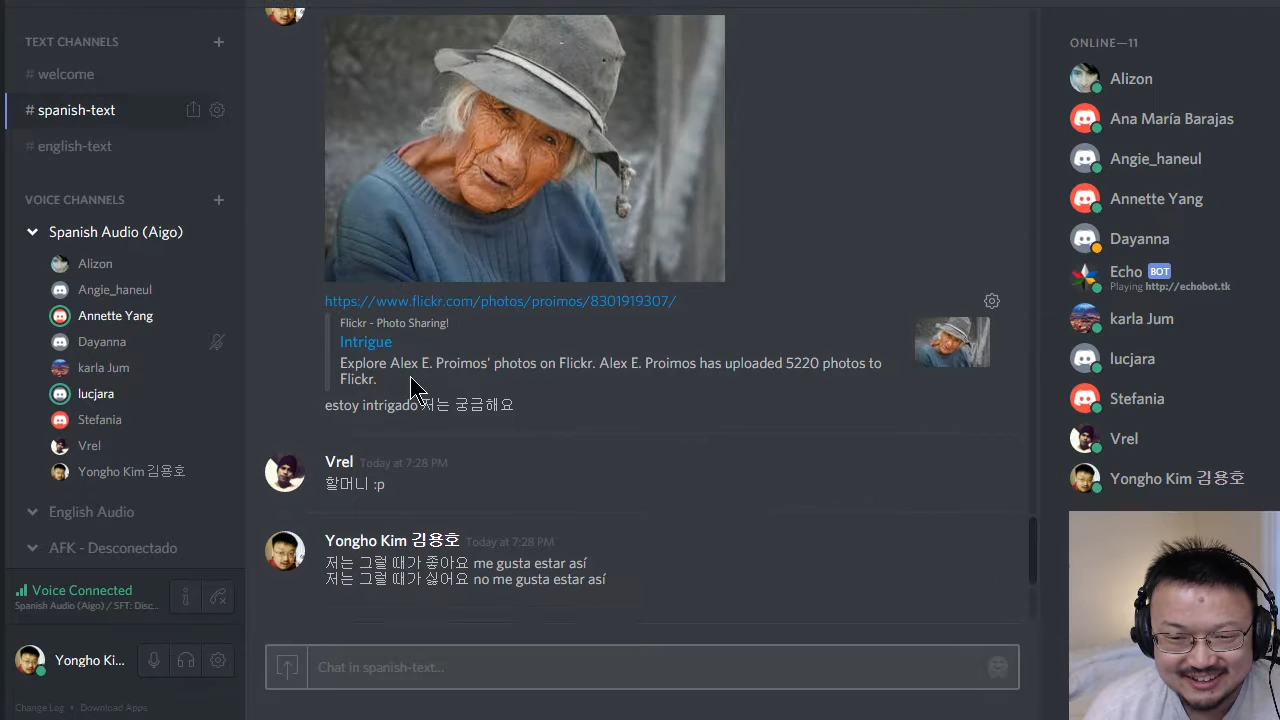 TEXT CHANNELS
# welcome
# spanish-text
# english-text
VOICE CHANNELS
Spanish Audio (Aigo)
Alizon
Angie_haneul
Annette Yang
Dayanna
karla Jum
lucjara
Stefania
Vrel
Yongho Kim 김용호
English Audio
AFK - Desconectado
Voice Connected
Spanish Audio (Aigo) / SFT: Disc...
Yongho Ki...
Change Log • Download Apps
https://www.flickr.com/photos/proimos/8301919307/
Flickr - Photo Sharing!
Intrigue
Explore Alex E. Proimos' photos on Flickr. Alex E. Proimos has uploaded 5220 photos to
Flickr.
estoy intrigado 저는 궁금해요
Vrel Today at 7:28 PM
할머니 :p
Yongho Kim 김용호 Today at 7:28 PM
저는 그럴 때가 좋아요 me gusta estar así
저는 그럴 때가 싫어요 no me gusta estar así
Chat in spanish-text...
ONLINE—11
Alizon
Ana María Barajas
Angie_haneul
Annette Yang
Dayanna
Echo BOT
Playing http://echobot.tk
karla Jum
lucjara
Stefania
Vrel
Yongho Kim 김용호